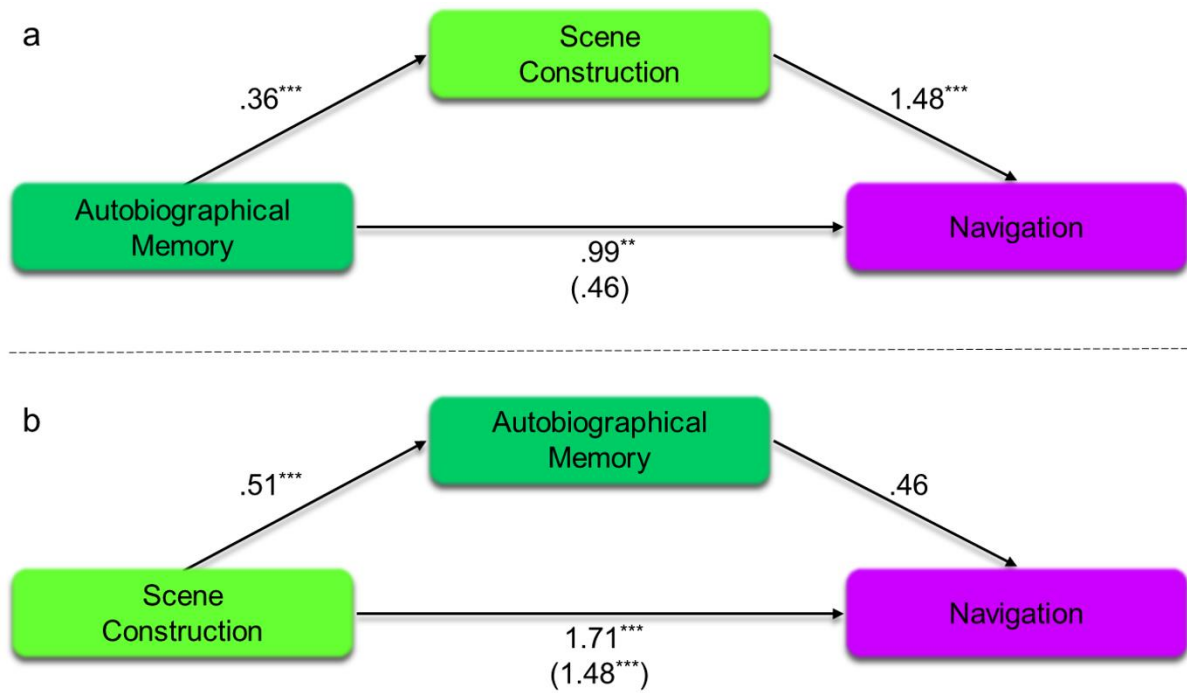 a
Scene
Construction
.36***
1.48***
Autobiographical
Memory
Navigation
.99**
(.46)
b
Autobiographical
Memory
.51***
.46
Scene
Construction
Navigation
1.71***
(1.48***)